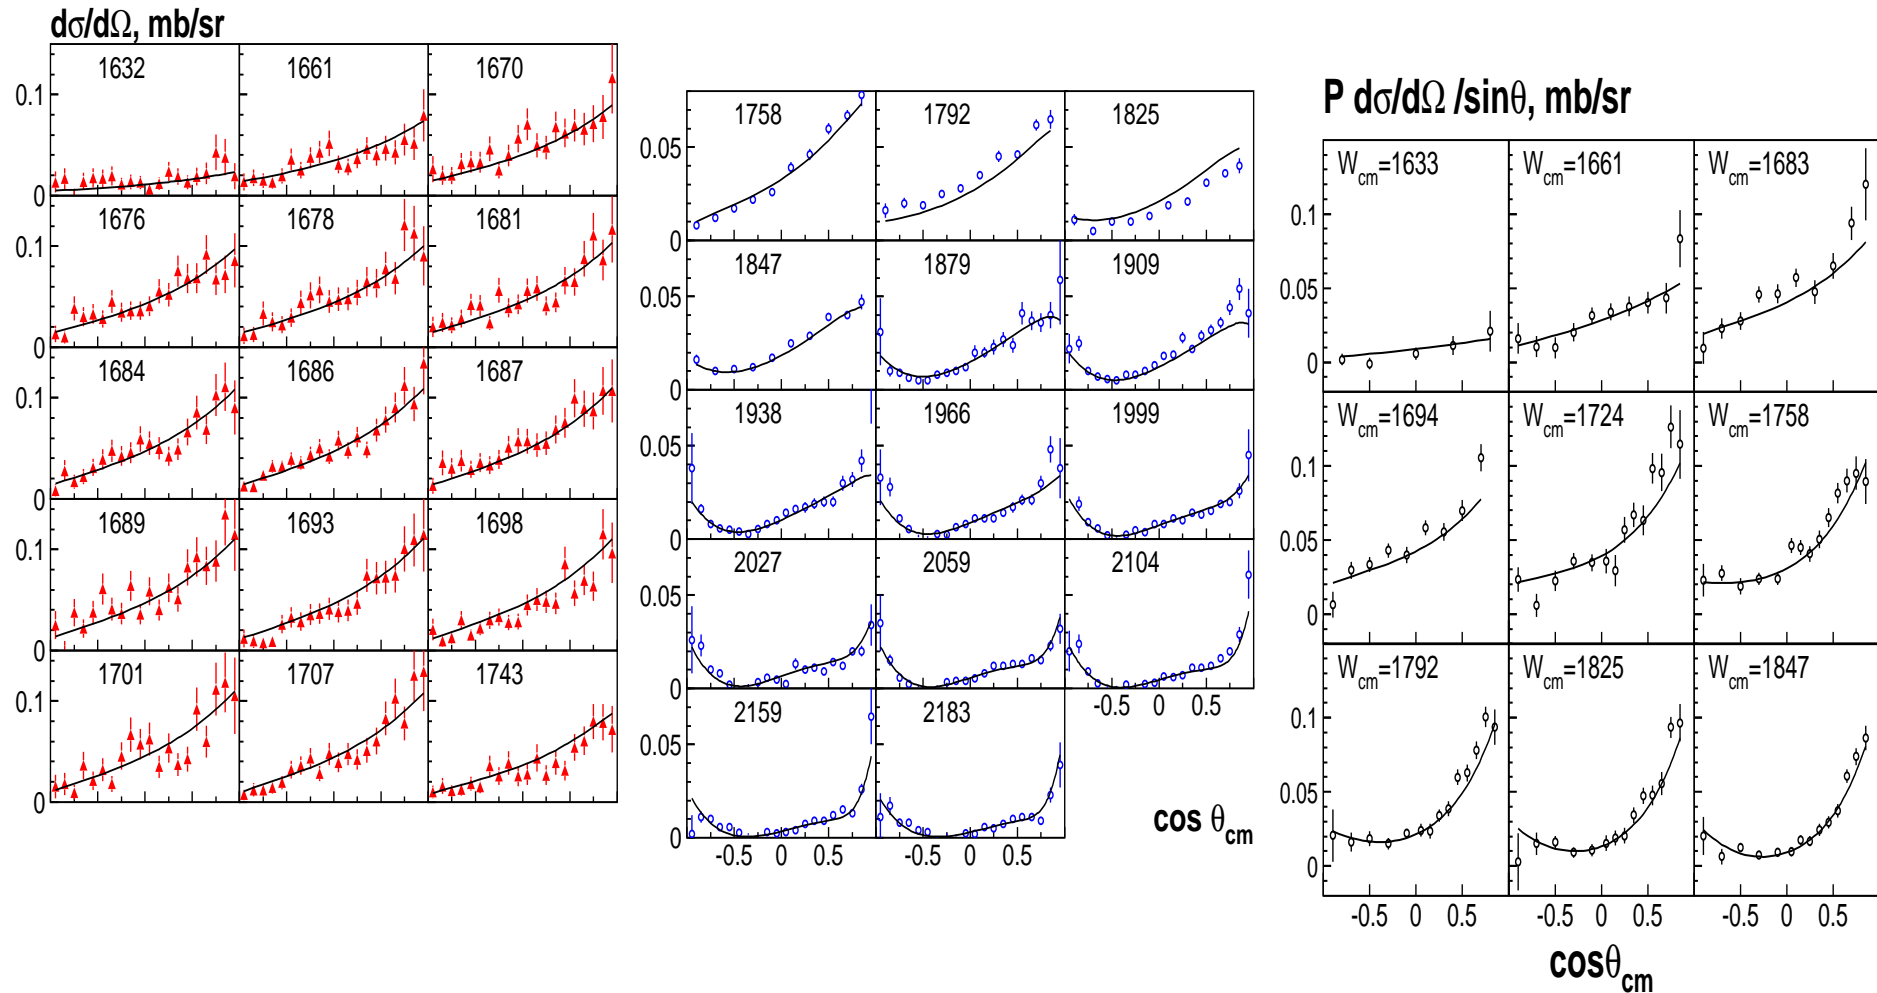 dσ/dΩ, mb/sr
1632 1661 1670
0.1
0
1676 1678 1681
0.1
0
1684 1686 1687
0.1
0
1689 1693 1698
0.1
0
1701 1707 1743
0.1
0
1758 1792 1825
0.05
0
1847 1879 1909
0.05
0
1938 1966 1999
0.05
0
2027 2059 2104
0.05
0
-0.5 0 0.5
2159 2183
0.05
0
-0.5 0 0.5 -0.5 0 0.5
cos θcm
P dσ/dΩ /sinθ, mb/sr
Wcm=1633 Wcm=1661 Wcm=1683
0.1
0.05
0
Wcm=1694 Wcm=1724 Wcm=1758
0.1
0.05
0
Wcm=1792 Wcm=1825 Wcm=1847
0.1
0.05
0
-0.5 0 0.5 -0.5 0 0.5 -0.5 0 0.5
cosθcm